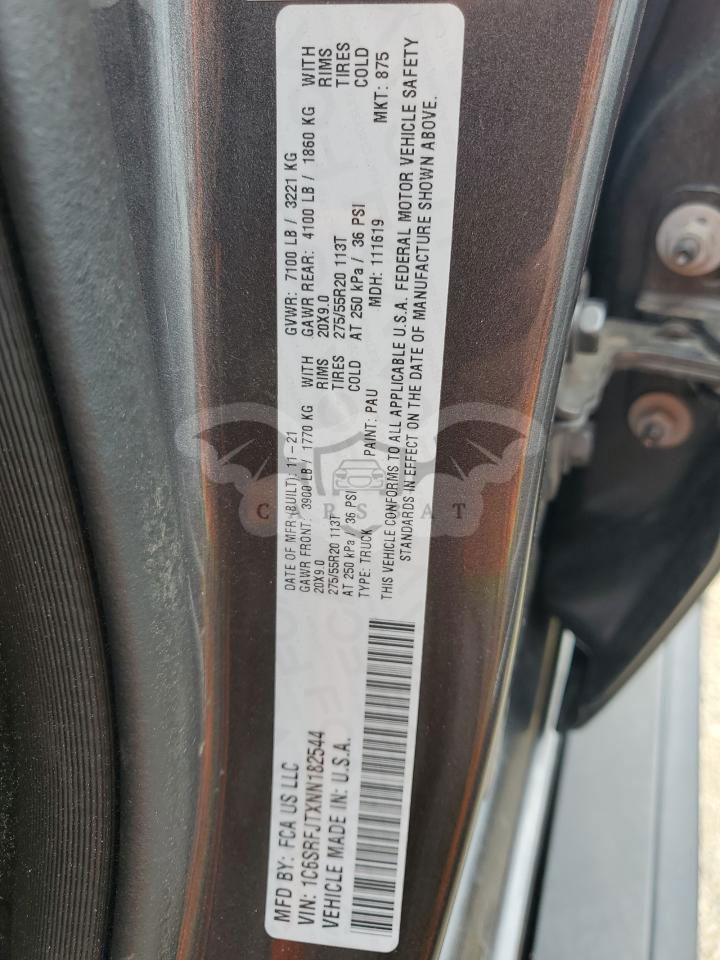 MFD BY: FCA US LLC
VIN: 1C6SRFJTXNN182544
VEHICLE MADE IN: U.S.A.
DATE OF MFR (BUILT): 11-21
GVWR: 7100 LB / 3221 KG
GAWR FRONT: 3900 LB / 1770 KG WITH
GAWR REAR: 4100 LB / 1860 KG WITH
20X9.0 RIMS
20X9.0 RIMS
275/55R20 113T TIRES
275/55R20 113T TIRES
AT 250 kPa / 36 PSI COLD
AT 250 kPa / 36 PSI COLD
TYPE: TRUCK PAINT: PAU MDH: 111619 MKT: 875
THIS VEHICLE CONFORMS TO ALL APPLICABLE U.S.A. FEDERAL MOTOR VEHICLE SAFETY
STANDARDS IN EFFECT ON THE DATE OF MANUFACTURE SHOWN ABOVE.
CARSBAT